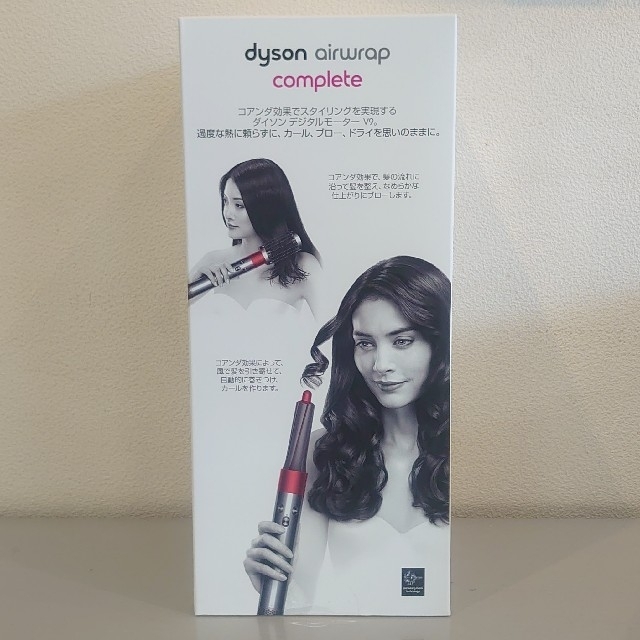 dyson airwrap
complete
コアンダ効果でスタイリングを実現する
ダイソン デジタルモーター V9。
過度な熱に頼らずに、カール、ブロー、ドライを思いのままに。
コアンダ効果で、髪の流れに
沿って髪を整え、なめらかな
仕上がりにブローします。
コアンダ効果によって、
風で髪を引き寄せて、
自動的に巻きつけ、
カールを作ります。